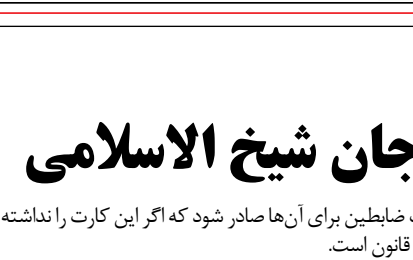 جان شیخ الاسلامی
ضابطین برای آن‌ها صادر شود که اگر این کارت را نداشته
قانون است.